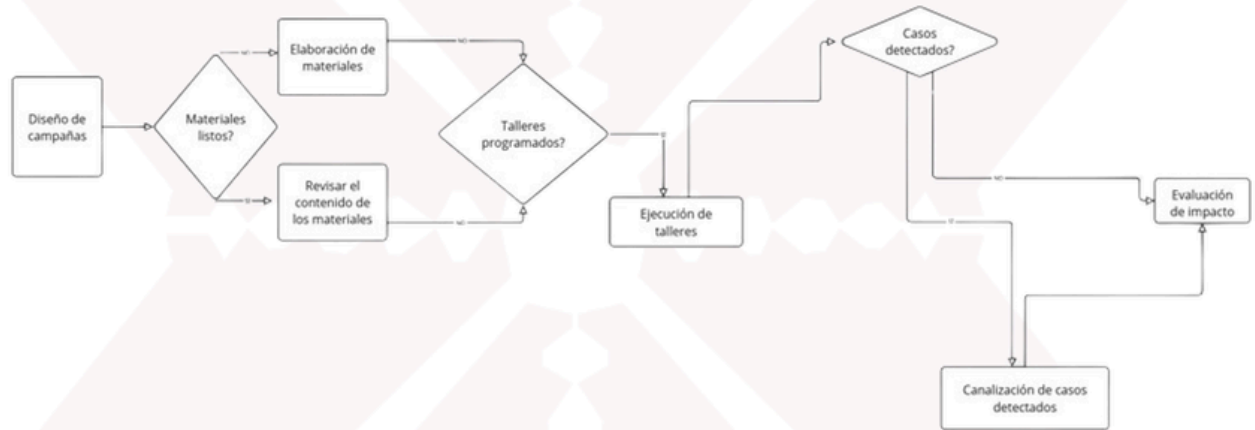 Diseño de
campañas
Materiales
listos?
NO
Elaboración de
materiales
SI
Revisar el
contenido de
los materiales
NO
NO
Talleres
programados?
SI
Ejecución de
talleres
Casos
detectados?
NO
Evaluación
de impacto
SI
Canalización de casos
detectados